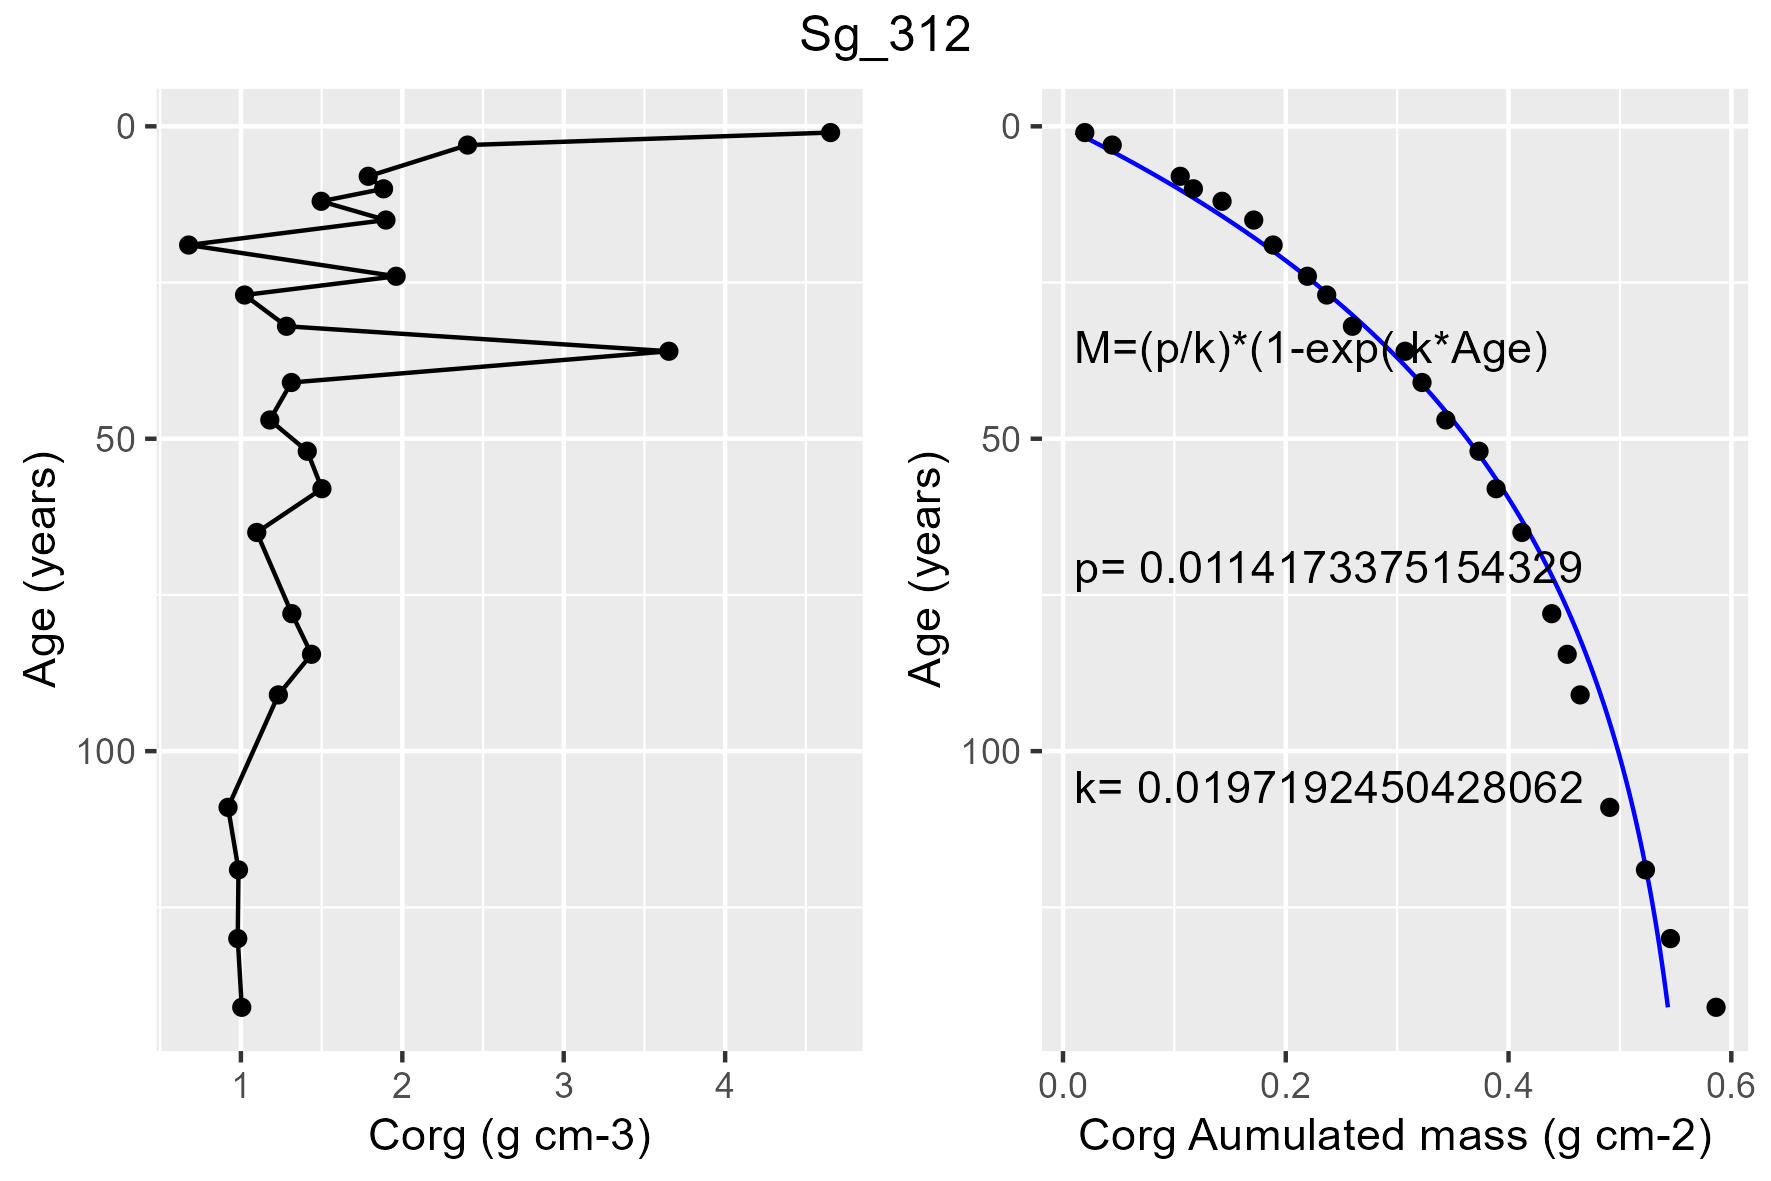 Sg_312
0
50
100
Age (years)
1 2 3 4
Corg (g cm-3)
0
50
100
Age (years)
M=(p/k)*(1-exp(-k*Age)
p= 0.0114173375154329
k= 0.0197192450428062
0.0 0.2 0.4 0.6
Corg Aumulated mass (g cm-2)